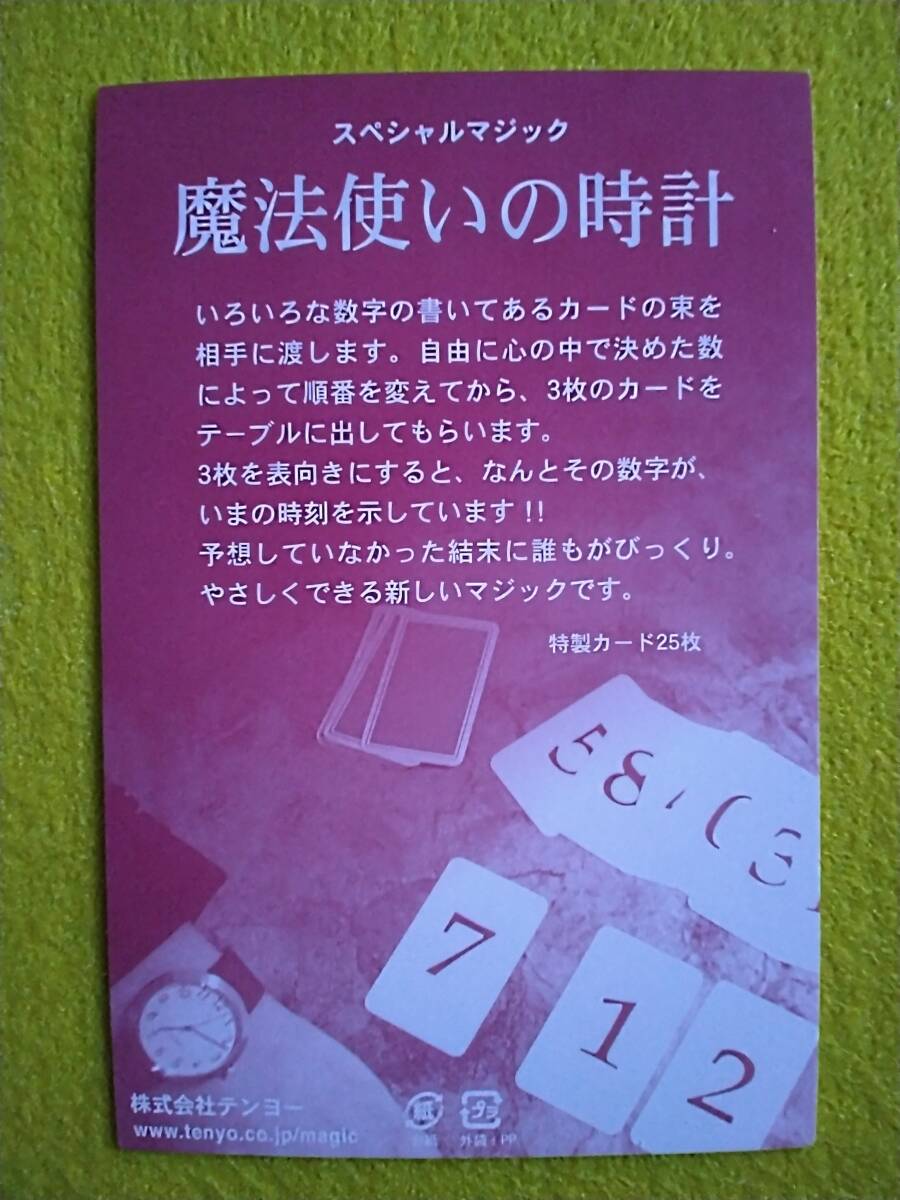 スペシャルマジック
魔法使いの時計
いろいろな数字の書いてあるカードの束を
相手に渡します。自由に心の中で決めた数
によって順番を変えてから、3枚のカードを
テーブルに出してもらいます。
3枚を表向きにすると、なんとその数字が、
いまの時刻を示しています!!
予想していなかった結末に誰もがびっくり。
やさしくできる新しいマジックです。
特製カード25枚
5 8
3
7 1 2
株式会社テンヨー
www.tenyo.co.jp/magic
紙 プラ
外袋:PP